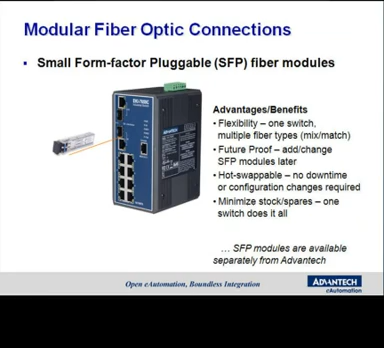 Modular Fiber Optic Connections
▪ Small Form-factor Pluggable (SFP) fiber modules
Advantages/Benefits
• Flexibility – one switch,
multiple fiber types (mix/match)
• Future Proof – add/change
SFP modules later
• Hot-swappable – no downtime
or configuration changes required
• Minimize stock/spares – one
switch does it all
... SFP modules are available
separately from Advantech
Open eAutomation, Boundless Integration
ADVANTECH
eAutomation